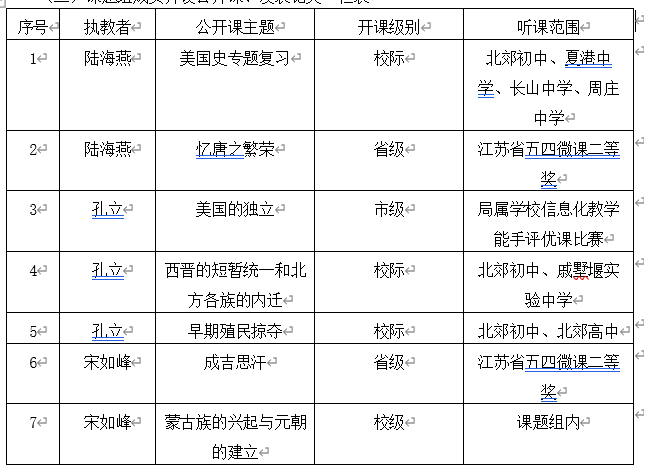 序号 执教者 公开课主题 开课级别 听课范围
1 陆海燕 美国史专题复习 校际 北郊初中、夏港中
学、长山中学、周庄
中学
2 陆海燕 忆唐之繁荣 省级 江苏省五四微课二等
奖
3 孔立 美国的独立 市级 局属学校信息化教学
能手评优课比赛
4 孔立 西晋的短暂统一和北 校际 北郊初中、戚墅堰实
方各族的内迁 验中学
5 孔立 早期殖民掠夺 校际 北郊初中、北郊高中
6 宋如峰 成吉思汗 省级 江苏省五四微课二等
奖
7 宋如峰 蒙古族的兴起与元朝 校级 课题组内
的建立